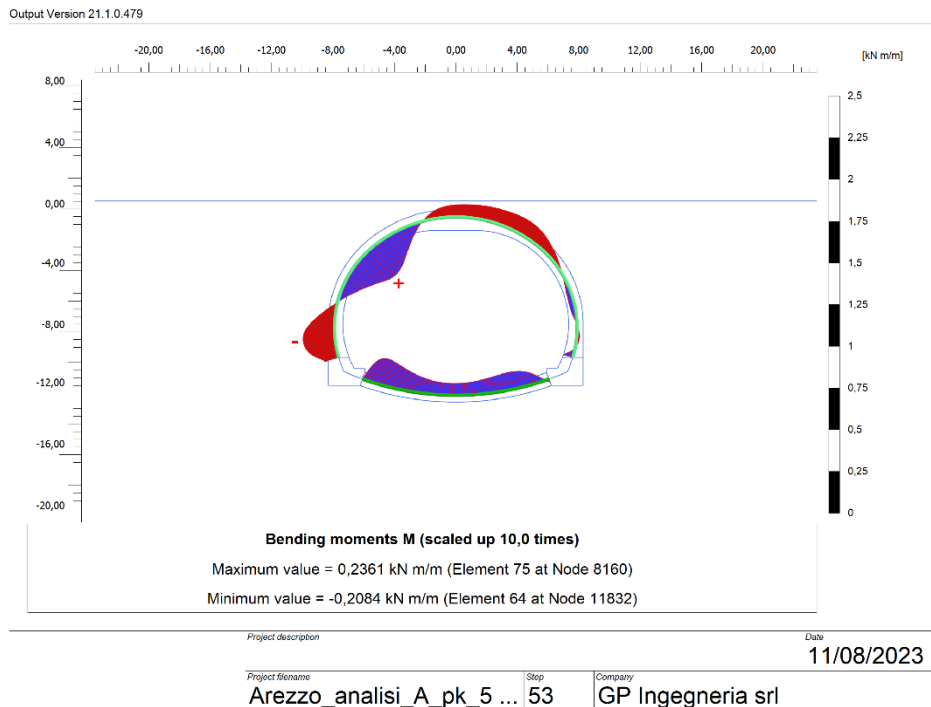 Output Version 21.1.0.479
-20,00 -16,00 -12,00 -8,00 -4,00 0,00 4,00 8,00 12,00 16,00 20,00
[kN m/m]
8,00
4,00
0,00
-4,00
-8,00
-12,00
-16,00
-20,00
+
-
2,5
2,25
2
1,75
1,5
1,25
1
0,75
0,5
0,25
0
Bending moments M (scaled up 10,0 times)
Maximum value = 0,2361 kN m/m (Element 75 at Node 8160)
Minimum value = -0,2084 kN m/m (Element 64 at Node 11832)
Project description
Date
11/08/2023
Project filename Step Company
Arezzo_analisi_A_pk_5 ... 53 GP Ingegneria srl